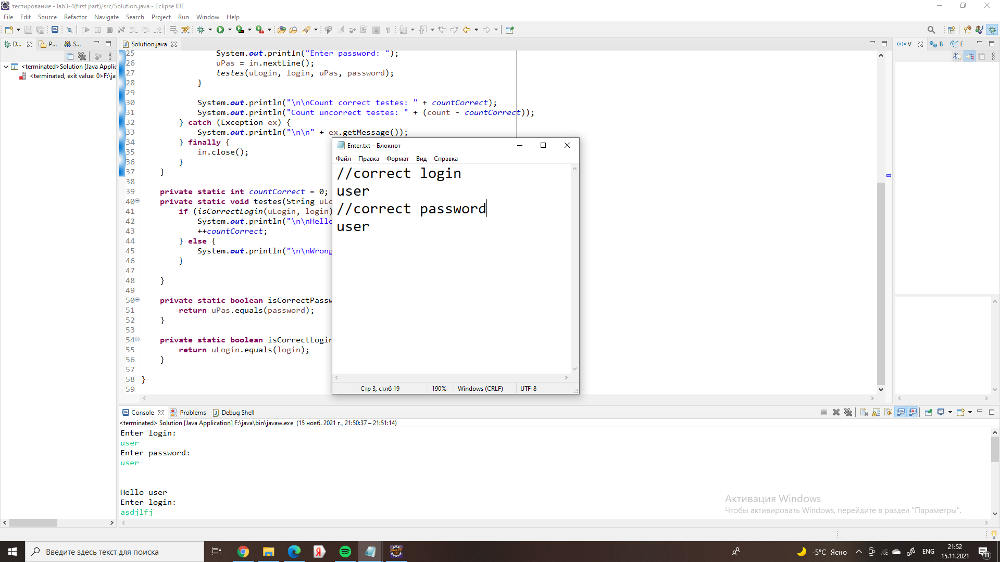 тестирование - lab3-4(first part)/src/Solution.java - Eclipse IDE
File Edit Source Refactor Navigate Search Project Run Window Help
D... P... S...
Solution.java
(x)= V B E
<terminated>Solution [Java Applic
<terminated, exit value: 0>F:\ja
25 System.out.println("Enter password: ");
26 uPas = in.nextLine();
27 testes(uLogin, login, uPas, password);
28 }
29
30 System.out.println("\n\nCount correct testes: " + countCorrect);
31 System.out.println("Count uncorrect testes: " + (count - countCorrect));
32 } catch (Exception ex) {
33 System.out.println("\n\n" + ex.getMessage());
34 } finally {
35 in.close();
36 }
37 }
38
39 private static int countCorrect = 0;
40 private static void testes(String uLo
41 if (isCorrectLogin(uLogin, login)
42 System.out.println("\n\nHello
43 ++countCorrect;
44 } else {
45 System.out.println("\n\nWrong
46 }
47
48 }
49
50 private static boolean isCorrectPassw
51 return uPas.equals(password);
52 }
53
54 private static boolean isCorrectLogin
55 return uLogin.equals(login);
56 }
57
58 }
59
Enter.txt – Блокнот
Файл Правка Формат Вид Справка
//correct login
user
//correct password
user
Стр 3, стлб 19 190% Windows (CRLF) UTF-8
Console Problems Debug Shell
<terminated> Solution [Java Application] F:\java\bin\javaw.exe (15 нояб. 2021 г., 21:50:37 – 21:51:14)
Enter login:
user
Enter password:
user
Hello user
Enter login:
asdjlfj
Активация Windows
Чтобы активировать Windows, перейдите в раздел "Параметры".
Введите здесь текст для поиска
-5°C Ясно
ENG
21:52
15.11.2021
11